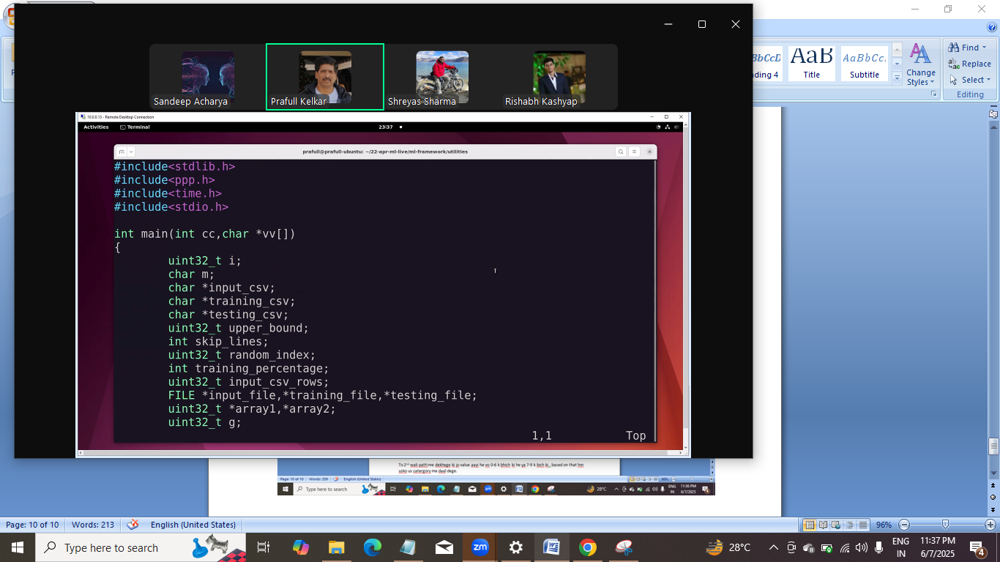 Sandeep Acharya
Prafull Kelkar
Shreyas Sharma
Rishabh Kashyap
10.0.0.13 - Remote Desktop Connection
Activities
Terminal
23:37
prafull@prafull-ubuntu: ~/22-apr-ml-live/ml-framework/utilities
#include<stdlib.h>
#include<ppp.h>
#include<time.h>
#include<stdio.h>
int main(int cc,char *vv[])
{
uint32_t i;
char m;
char *input_csv;
char *training_csv;
char *testing_csv;
uint32_t upper_bound;
int skip_lines;
uint32_t random_index;
int training_percentage;
uint32_t input_csv_rows;
FILE *input_file,*training_file,*testing_file;
uint32_t *array1,*array2;
uint32_t g;
1,1 Top
AaB AaBbCc.
Title
Subtitle
Change
Styles
Find
Replace
Select
Editing
To 2nd wali patti me dekhege ki jo value aayi he vo 0-6 k bhich ki he ya 7-9 k bich ki , based on that hm
usko us catergory me daal dege.
Page: 10 of 10 Words: 209 English (United States) 96%
Type here to search 28°C ENG 11:36 PM
IN 6/7/2025
Page: 10 of 10 Words: 213 English (United States) 96%
Type here to search
zm
28°C
ENG
IN
11:37 PM
6/7/2025
4